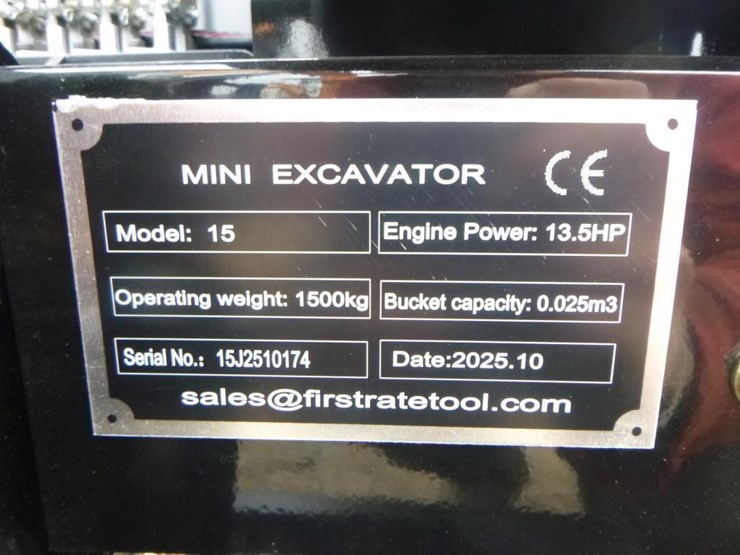 MINI EXCAVATOR CE
Model: 15
Engine Power: 13.5HP
Operating weight: 1500kg
Bucket capacity: 0.025m3
Serial No.: 15J2510174
Date:2025.10
sales@firstratetool.com